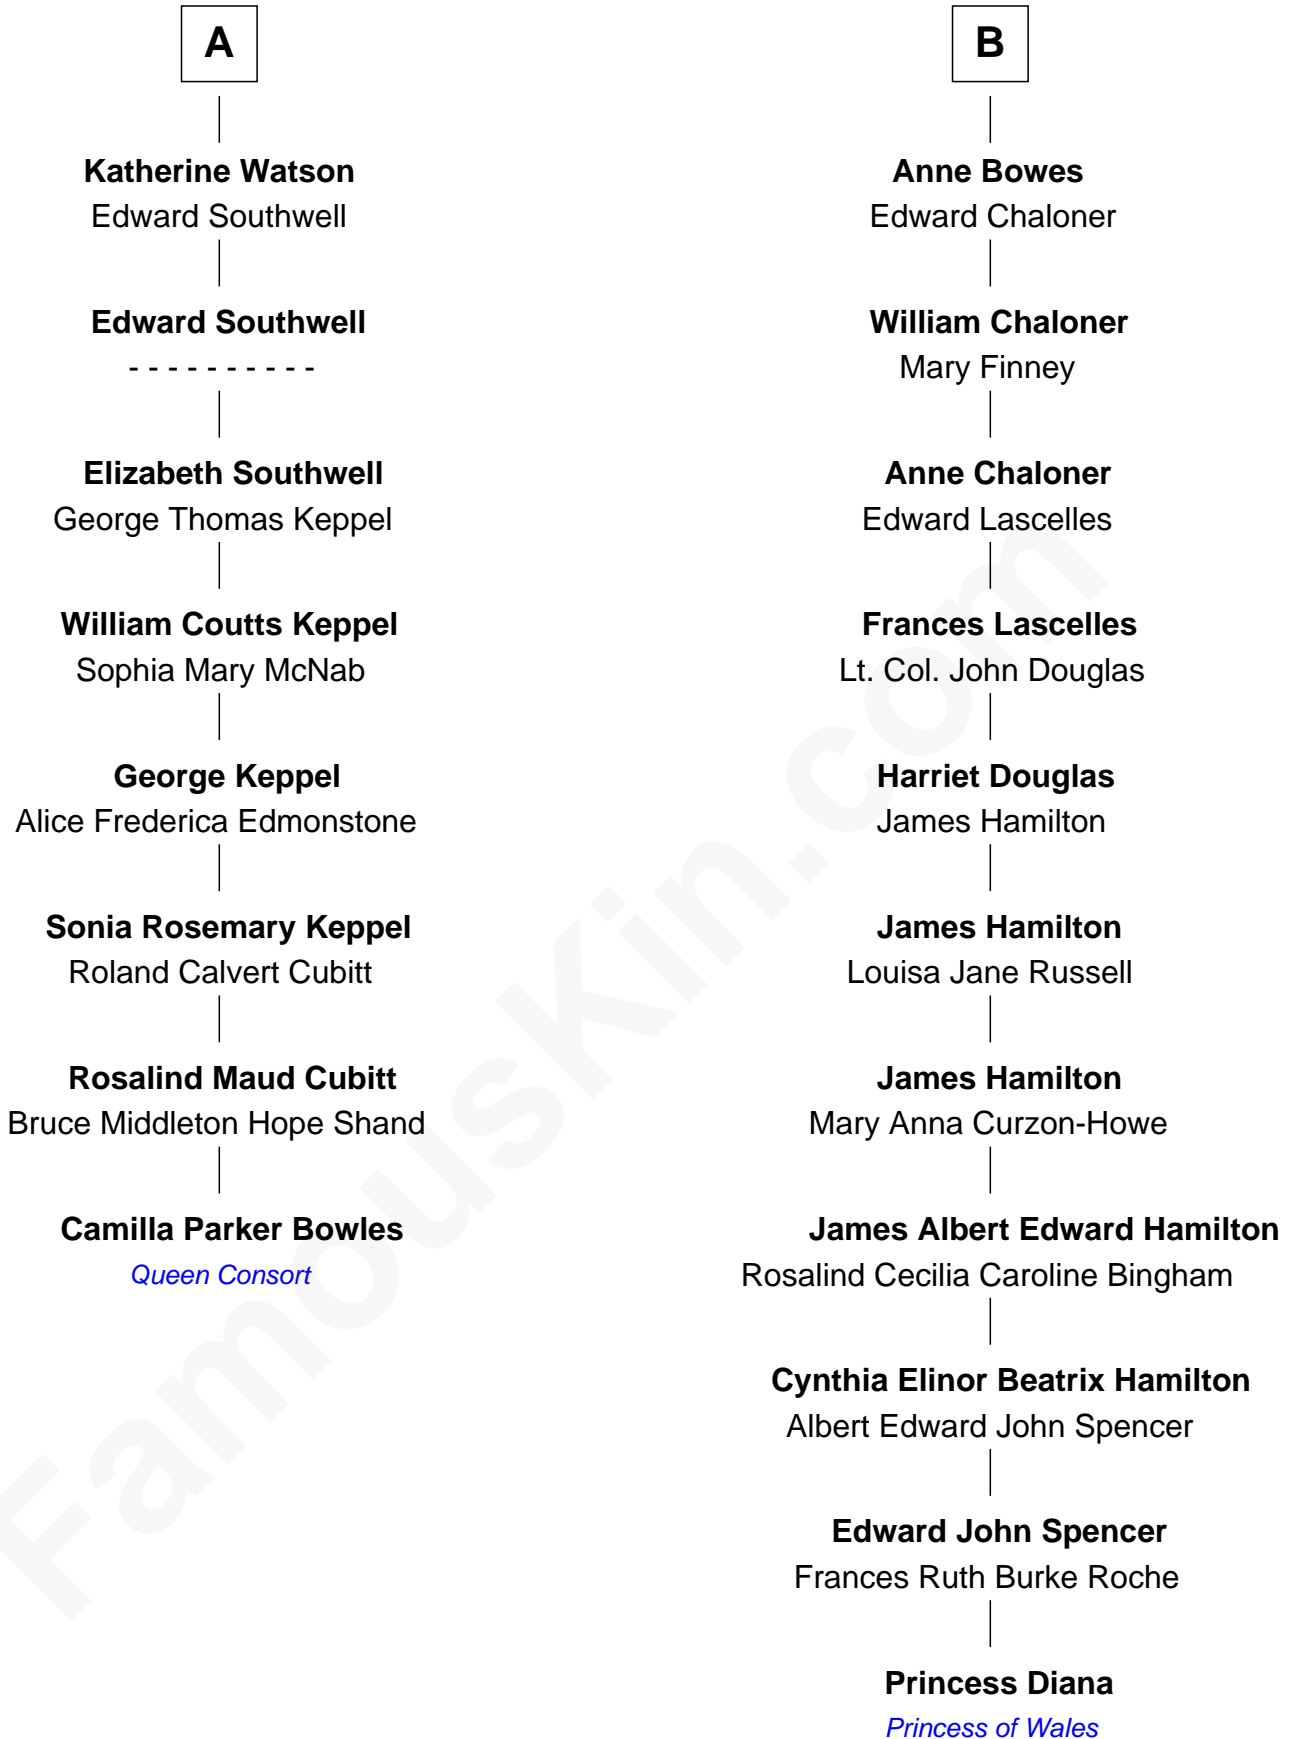 A
Katherine Watson
Edward Southwell
Edward Southwell
- - - - - - - - - -
Elizabeth Southwell
George Thomas Keppel
William Coutts Keppel
Sophia Mary McNab
George Keppel
Alice Frederica Edmonstone
Sonia Rosemary Keppel
Roland Calvert Cubitt
Rosalind Maud Cubitt
Bruce Middleton Hope Shand
Camilla Parker Bowles
Queen Consort
B
Anne Bowes
Edward Chaloner
William Chaloner
Mary Finney
Anne Chaloner
Edward Lascelles
Frances Lascelles
Lt. Col. John Douglas
Harriet Douglas
James Hamilton
James Hamilton
Louisa Jane Russell
James Hamilton
Mary Anna Curzon-Howe
James Albert Edward Hamilton
Rosalind Cecilia Caroline Bingham
Cynthia Elinor Beatrix Hamilton
Albert Edward John Spencer
Edward John Spencer
Frances Ruth Burke Roche
Princess Diana
Princess of Wales
FamousKin.com